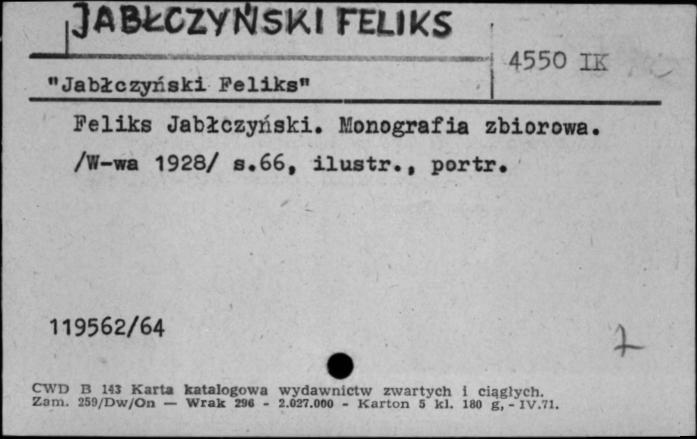 JABŁCZYŃSKI FELIKS
4550 IK
"Jabłczyński Feliks"
Feliks Jabłczyński. Monografia zbiorowa.
/W-wa 1928/ s.66, ilustr., portr.
119562/64
CWD B 143 Karta katalogowa wydawnictw zwartych i ciągłych.
Zam. 259/Dw/On — Wrak 296 - 2.027.000 - Karton 5 kl. 180 g, - IV.71.